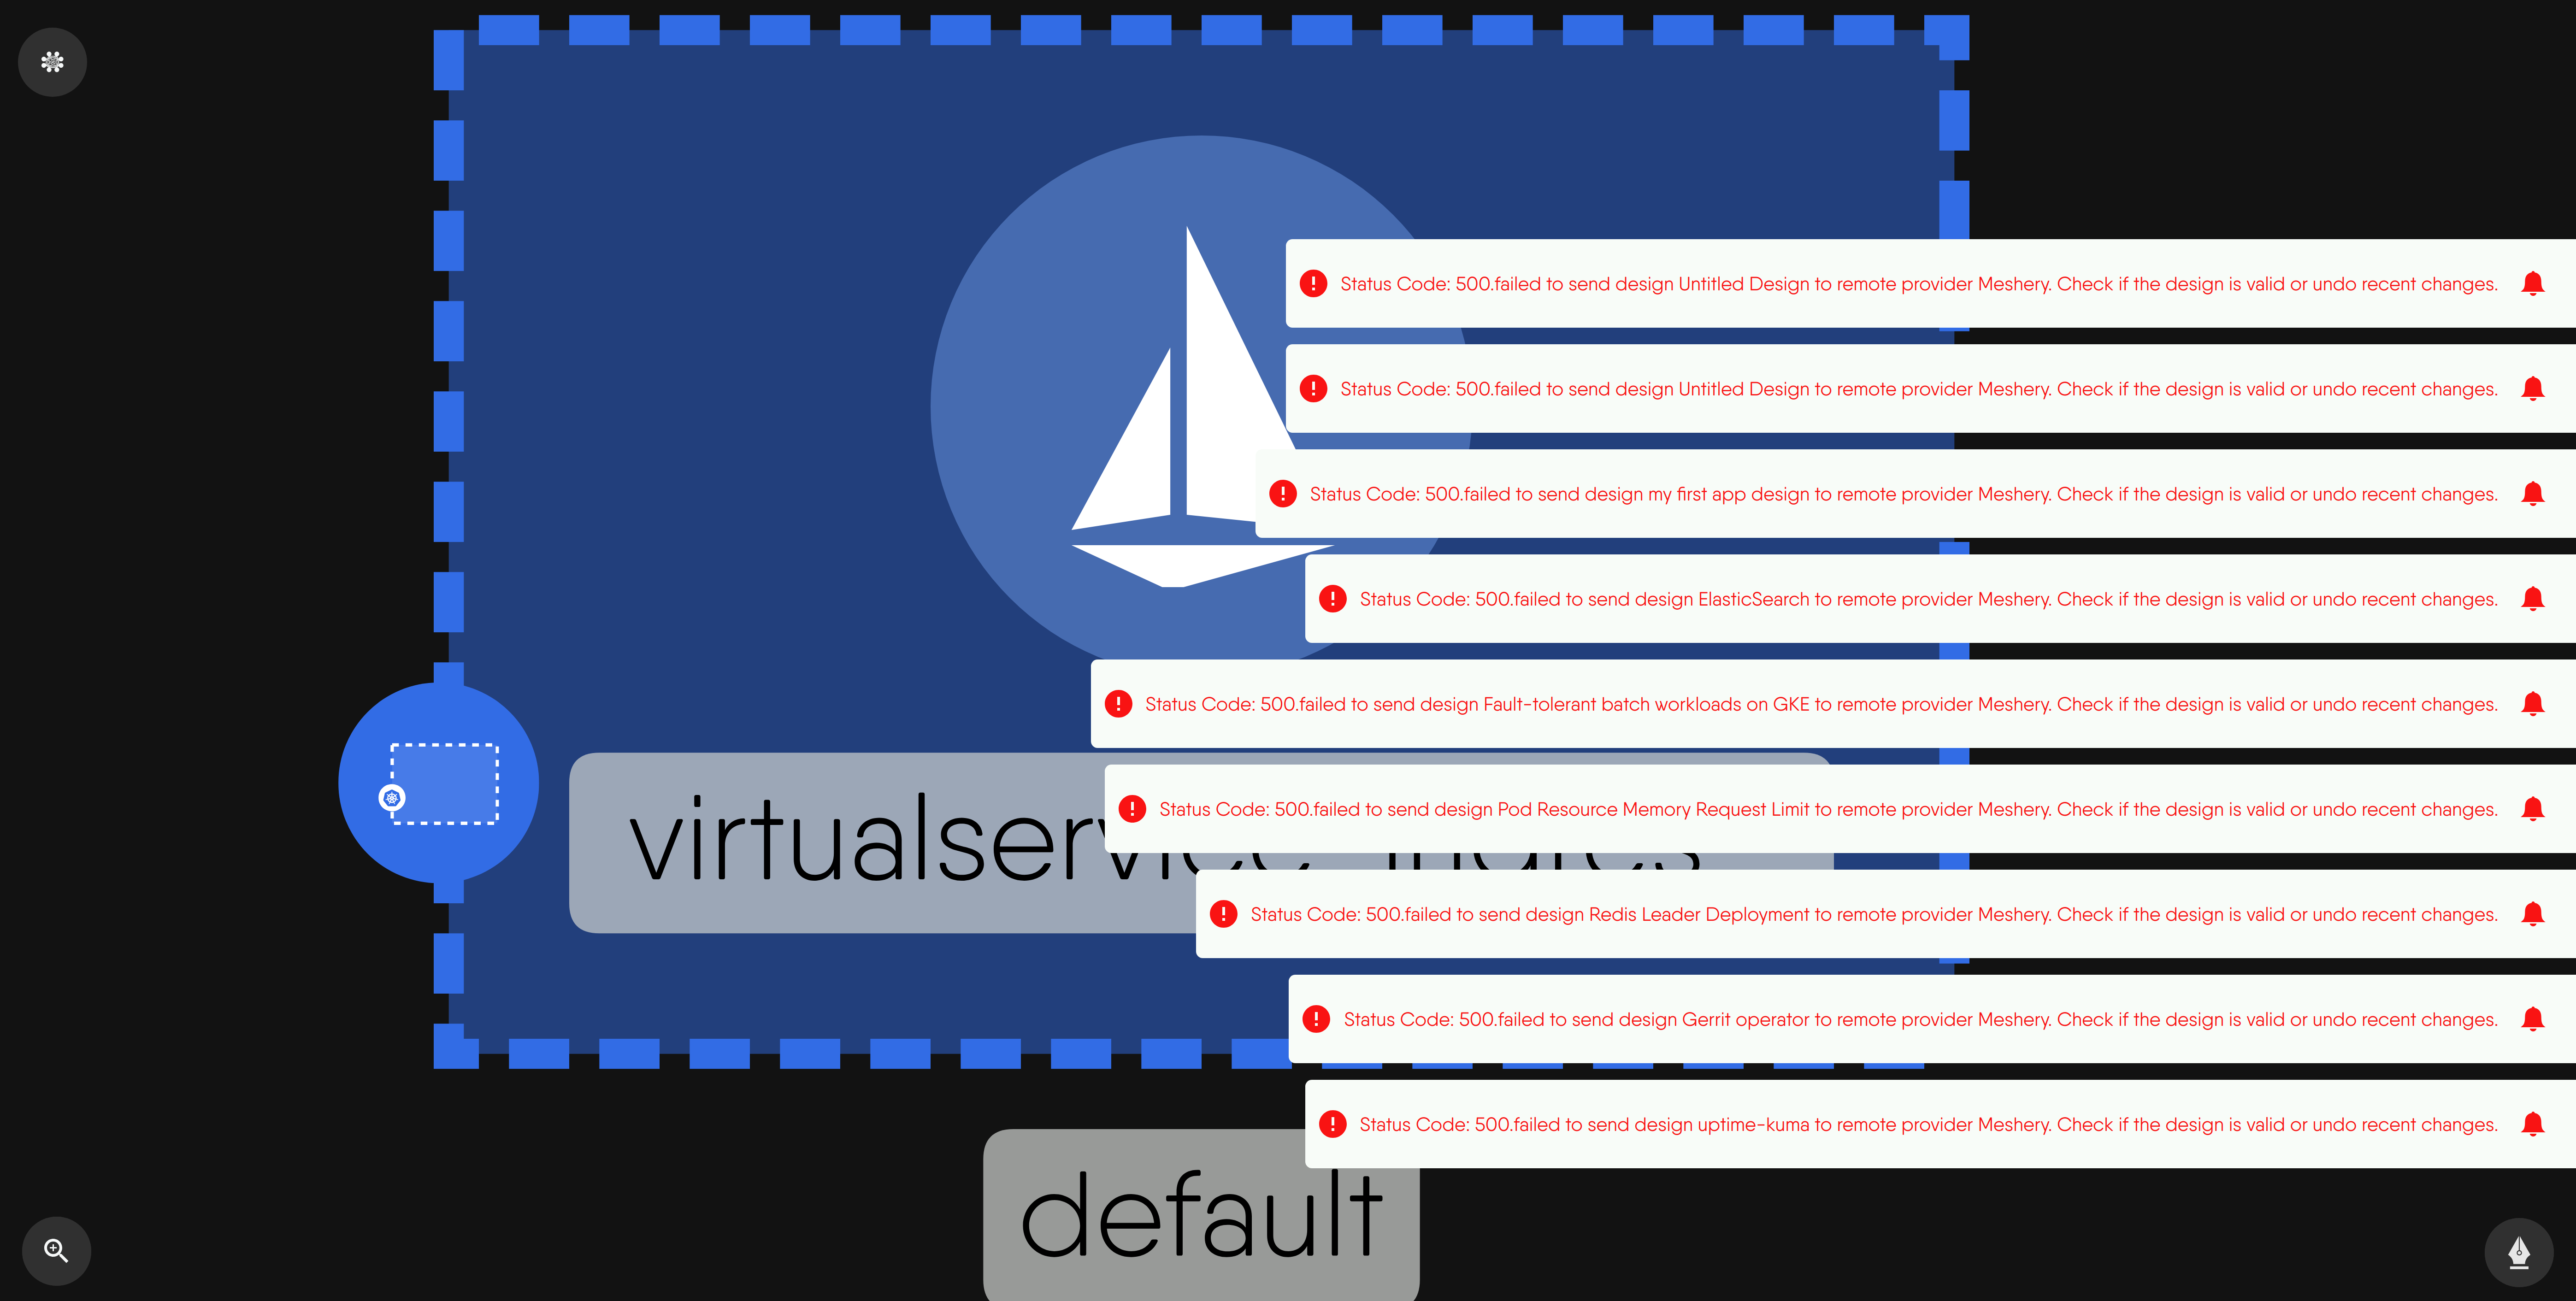 Status Code: 500.failed to send design Untitled Design to remote provider Meshery. Check if the design is valid or undo recent changes.
Status Code: 500.failed to send design Untitled Design to remote provider Meshery. Check if the design is valid or undo recent changes.
Status Code: 500.failed to send design my first app design to remote provider Meshery. Check if the design is valid or undo recent changes.
Status Code: 500.failed to send design ElasticSearch to remote provider Meshery. Check if the design is valid or undo recent changes.
Status Code: 500.failed to send design Fault-tolerant batch workloads on GKE to remote provider Meshery. Check if the design is valid or undo recent changes.
Status Code: 500.failed to send design Pod Resource Memory Request Limit to remote provider Meshery. Check if the design is valid or undo recent changes.
Status Code: 500.failed to send design Redis Leader Deployment to remote provider Meshery. Check if the design is valid or undo recent changes.
Status Code: 500.failed to send design Gerrit operator to remote provider Meshery. Check if the design is valid or undo recent changes.
Status Code: 500.failed to send design uptime-kuma to remote provider Meshery. Check if the design is valid or undo recent changes.
default